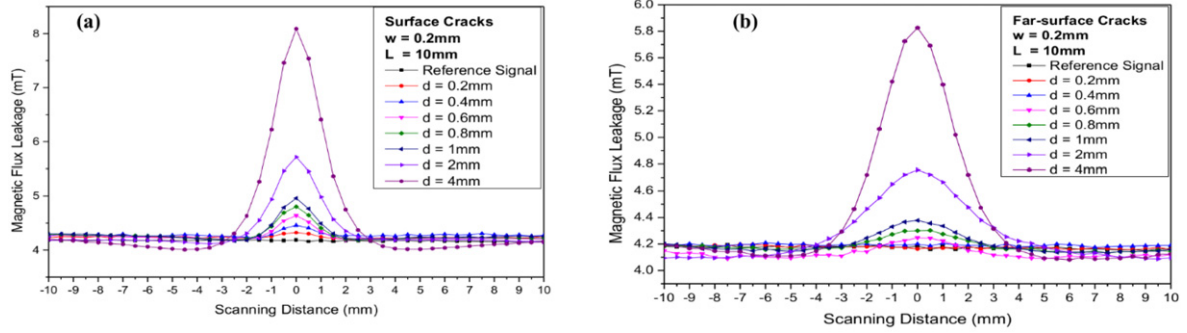 (a)
Surface Cracks
w = 0.2mm
L = 10mm
Reference Signal
d = 0.2mm
d = 0.4mm
d = 0.6mm
d = 0.8mm
d = 1mm
d = 2mm
d = 4mm
Magnetic Flux Leakage (mT)
8
7
6
5
4
-10 -9 -8 -7 -6 -5 -4 -3 -2 -1 0 1 2 3 4 5 6 7 8 9 10
Scanning Distance (mm)
(b)
Far-surface Cracks
w = 0.2mm
L = 10mm
Reference Signal
d = 0.2mm
d = 0.4mm
d = 0.6mm
d = 0.8mm
d = 1mm
d = 2mm
d = 4mm
Magnetic Flux Leakage (mT)
6.0
5.8
5.6
5.4
5.2
5.0
4.8
4.6
4.4
4.2
4.0
-10 -9 -8 -7 -6 -5 -4 -3 -2 -1 0 1 2 3 4 5 6 7 8 9 10
Scanning Distance (mm)